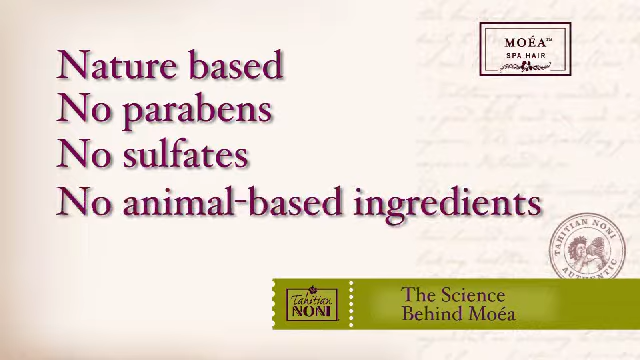 MOÉA™
SPA HAIR
Nature based
No parabens
No sulfates
No animal-based ingredients
TAHITIAN NONI
AUTHENTIC
Tahitian
NONI
The Science
Behind Moéa